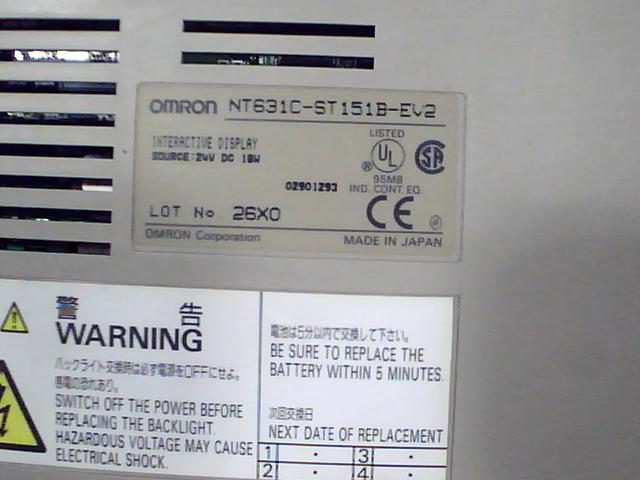 OMRON NT631C-ST151B-EV2
INTERACTIVE DISPLAY
SOURCE:24V DC 18W
LISTED
UL
®
SA
95MB
02901293 IND. CONT. EQ.
LOT No 26X0
CE
OMRON Corporation
MADE IN JAPAN
警告
WARNING
バックライト交換時は必ず電源をOFFにせよ。
感電の恐れあり。
SWITCH OFF THE POWER BEFORE
REPLACING THE BACKLIGHT.
HAZARDOUS VOLTAGE MAY CAUSE
ELECTRICAL SHOCK.
電池は5分以内で交換して下さい。
BE SURE TO REPLACE THE
BATTERY WITHIN 5 MINUTES.
次回交換日
NEXT DATE OF REPLACEMENT
1 · 3 ·
2 · 4 ·